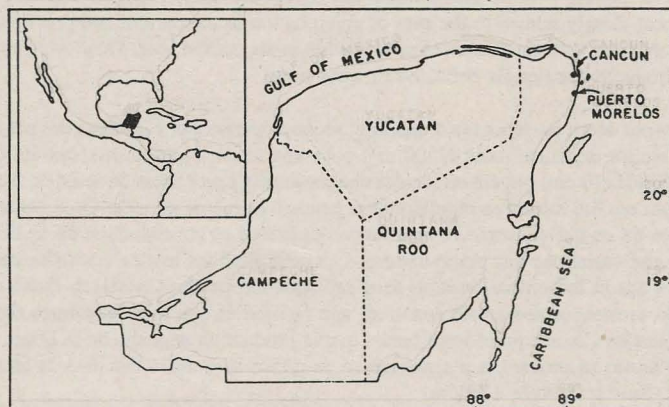 GULF OF MEXICO
CANCUN
PUERTO
MORELOS
YUCATAN
20°
QUINTANA
ROO
CAMPECHE
19°
CARIBBEAN SEA
88°
89°